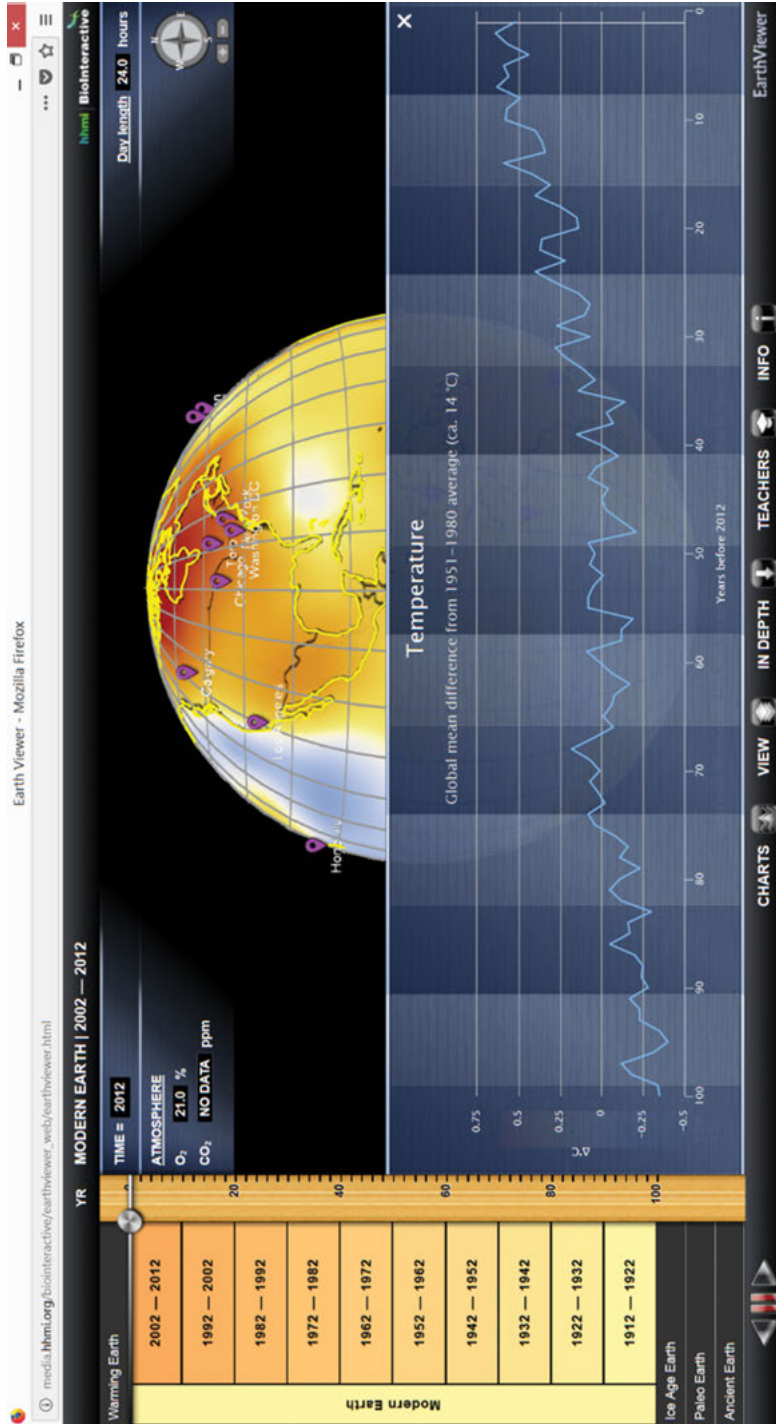 Earth Viewer - Mozilla Firefox
media.hhmi.org/biointeractive/earthviewer_web/earthviewer.html
YR MODERN EARTH | 2002 — 2012
hhmi | BioInteractive
Warming Earth
Modern Earth
2002 — 2012
1992 — 2002
1982 — 1992
1972 — 1982
1962 — 1972
1952 — 1962
1942 — 1952
1932 — 1942
1922 — 1932
1912 — 1922
Ice Age Earth
Paleo Earth
Ancient Earth
20
40
60
80
100
TIME = 2012
ATMOSPHERE
O₂ 21.0 %
CO₂ NO DATA ppm
Day length 24.0 hours
N
E
S
W
+ −
Calgary
Washington DC
Temperature
Global mean difference from 1951–1980 average (ca. 14 °C)
Δ°C
0.75
0.5
0.25
0
-0.25
-0.5
100 90 80 70 60 50 40 30 20 10 0
Years before 2012
CHARTS VIEW IN DEPTH TEACHERS INFO
EarthViewer